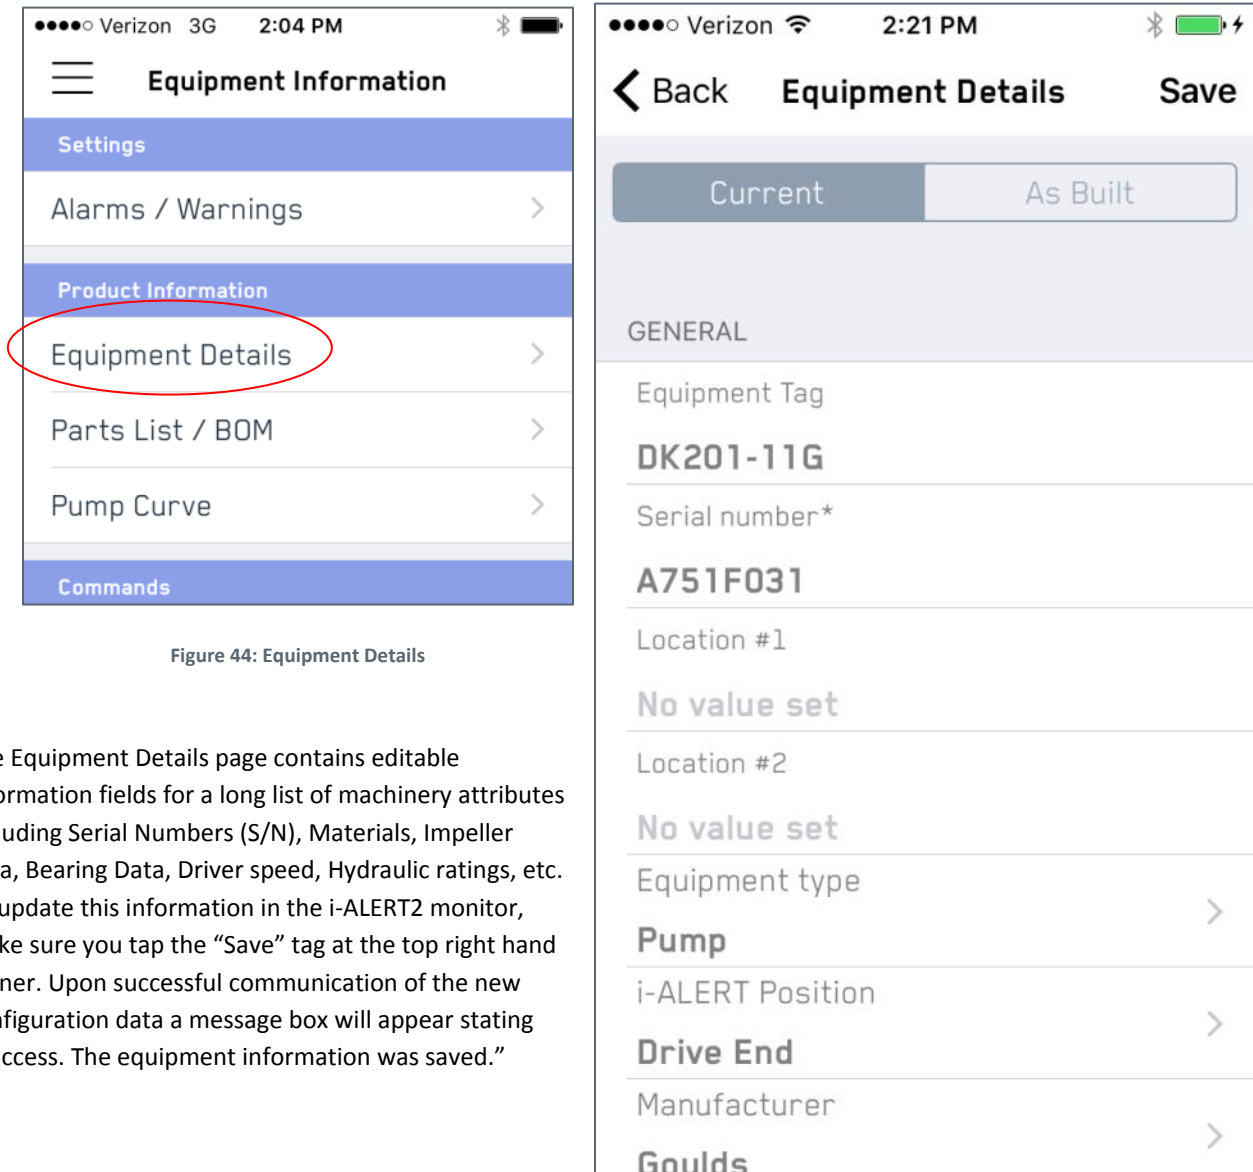 Verizon 3G 2:04 PM
Equipment Information
Settings
Alarms / Warnings
Product Information
Equipment Details
Parts List / BOM
Pump Curve
Commands
Figure 44: Equipment Details
Equipment Details page contains editable
fields for a long list of machinery attributes
Serial Numbers (S/N), Materials, Impeller
Bearing Data, Driver speed, Hydraulic ratings, etc.
update this information in the i-ALERT2 monitor,
sure you tap the “Save” tag at the top right hand
Upon successful communication of the new
data a message box will appear stating
The equipment information was saved.”
Verizon 2:21 PM
Back Equipment Details Save
Current As Built
GENERAL
Equipment Tag
DK201-11G
Serial number*
A751F031
Location #1
No value set
Location #2
No value set
Equipment type
Pump
i-ALERT Position
Drive End
Manufacturer
Goulds